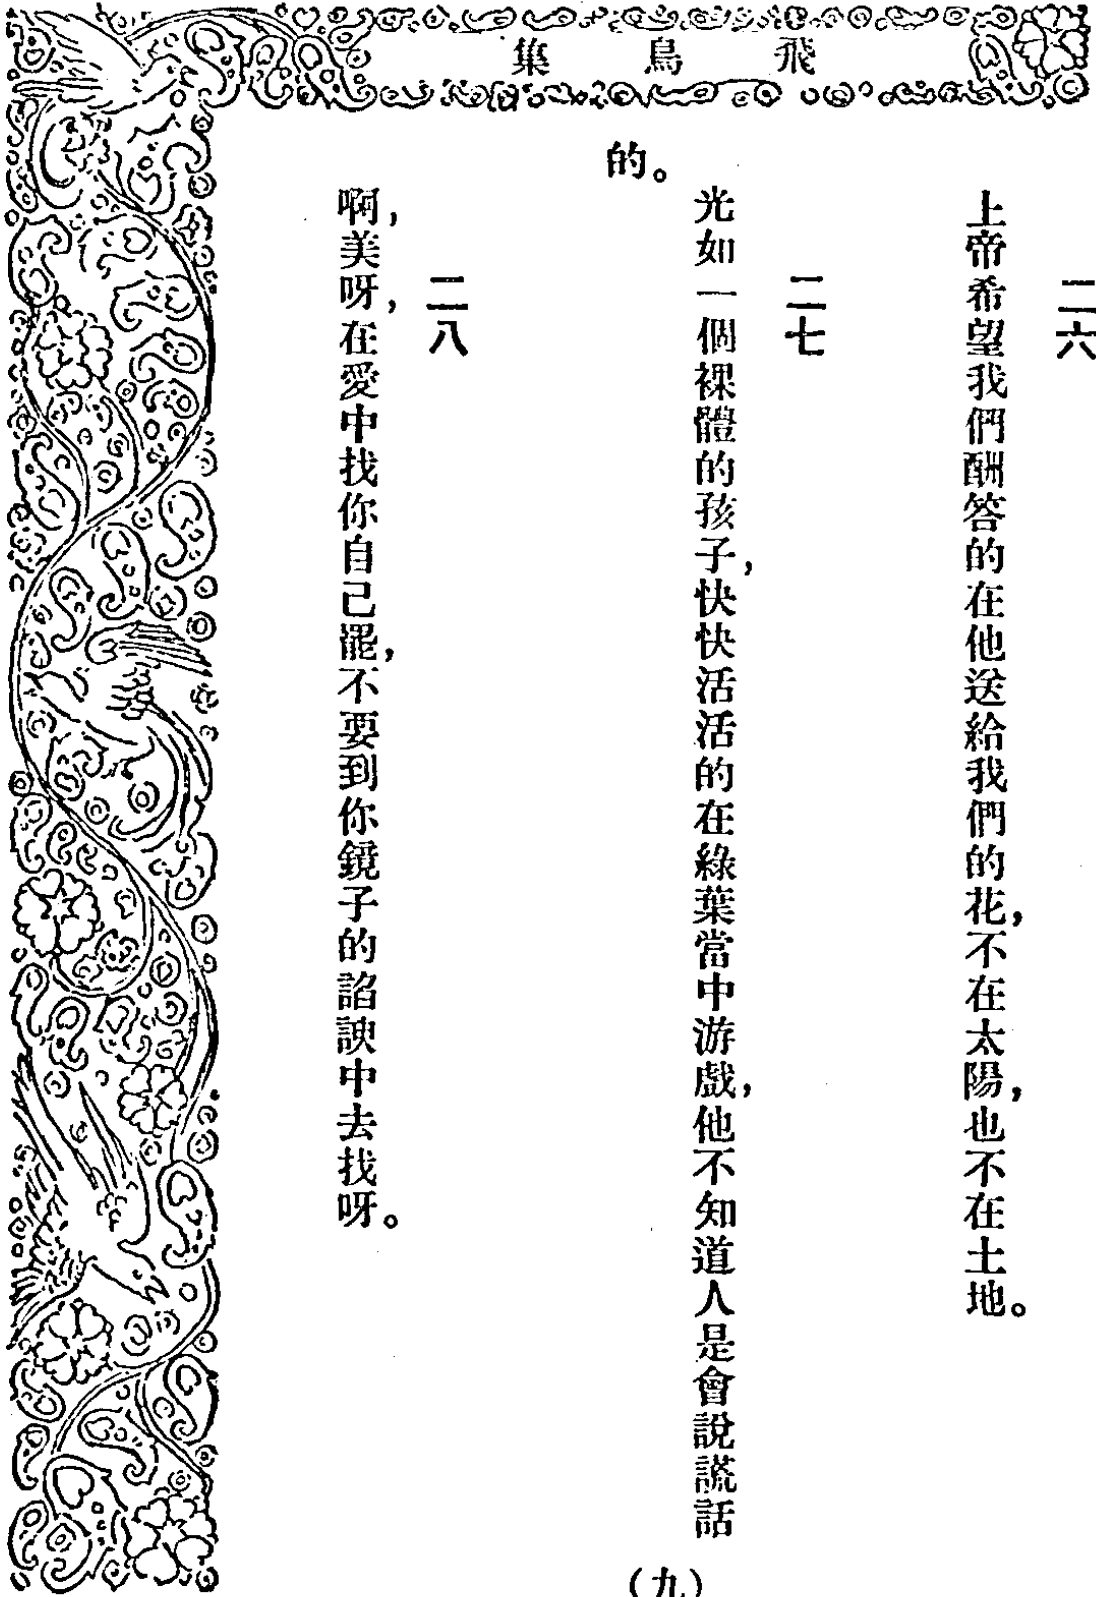 飛鳥集
二六
上帝希望我們酬答的在他送給我們的花，不在太陽，也不在土地。
二七
光如一個裸體的孩子，快快活活的在綠葉當中游戲，他不知道人是會說謊話
的。
二八
啊，美呀，在愛中找你自己罷，不要到你鏡子的諂諛中去找呀。
（九）